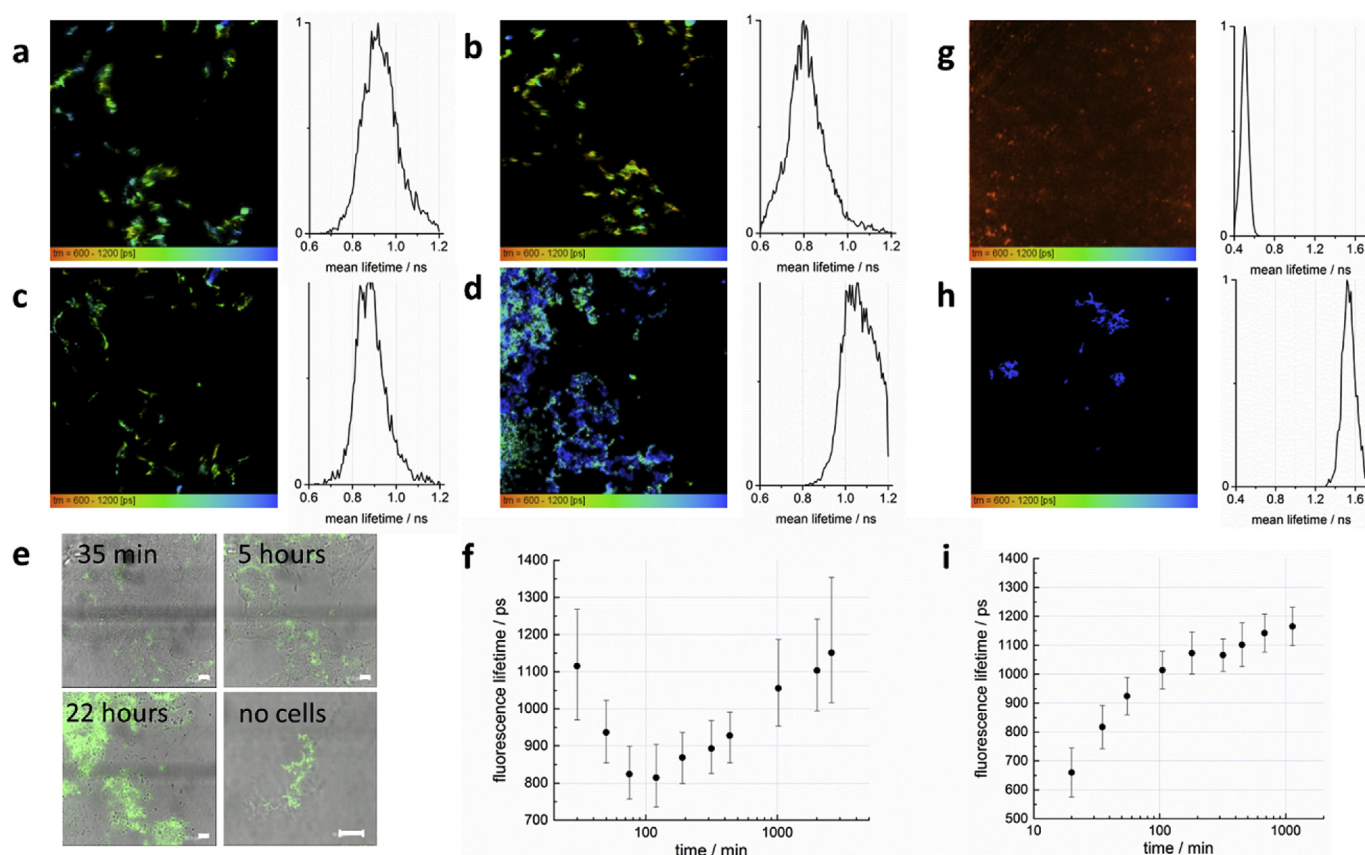 a
1
0
0.6 0.8 1.0 1.2
mean lifetime / ns
tm = 600 - 1200 [ps]
b
1
0
0.6 0.8 1.0 1.2
mean lifetime / ns
tm = 600 - 1200 [ps]
g
1
0
0.4 0.8 1.2 1.6
mean lifetime / ns
tm = 600 - 1200 [ps]
c
0
0.6 0.8 1.0 1.2
mean lifetime / ns
tm = 600 - 1200 [ps]
d
0
0.6 0.8 1.0 1.2
mean lifetime / ns
tm = 600 - 1200 [ps]
h
1
0
0.4 0.8 1.2 1.6
mean lifetime / ns
tm = 600 - 1200 [ps]
e
35 min
5 hours
22 hours
no cells
f
fluorescence lifetime / ps
1400
1300
1200
1100
1000
900
800
700
100 1000
time / min
i
fluorescence lifetime / ps
1400
1300
1200
1100
1000
900
800
700
600
500
10 100 1000
time / min